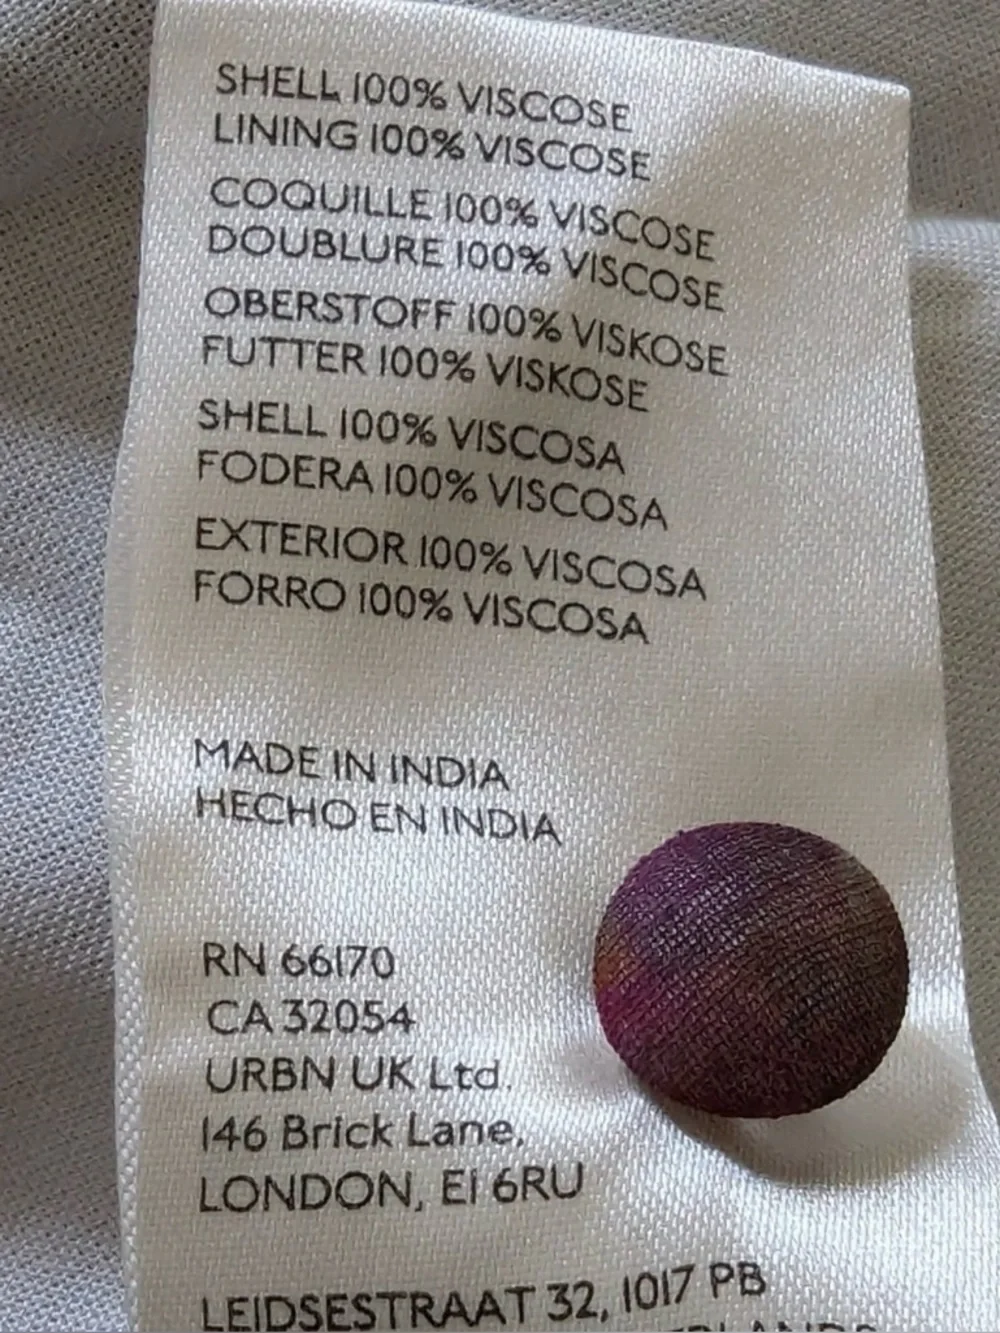 SHELL 100% VISCOSE
LINING 100% VISCOSE
COQUILLE 100% VISCOSE
DOUBLURE 100% VISCOSE
OBERSTOFF 100% VISKOSE
FUTTER 100% VISKOSE
SHELL 100% VISCOSA
FODERA 100% VISCOSA
EXTERIOR 100% VISCOSA
FORRO 100% VISCOSA
MADE IN INDIA
HECHO EN INDIA
RN 66170
CA 32054
URBN UK Ltd.
146 Brick Lane,
LONDON, E1 6RU
LEIDSESTRAAT 32, 1017 PB